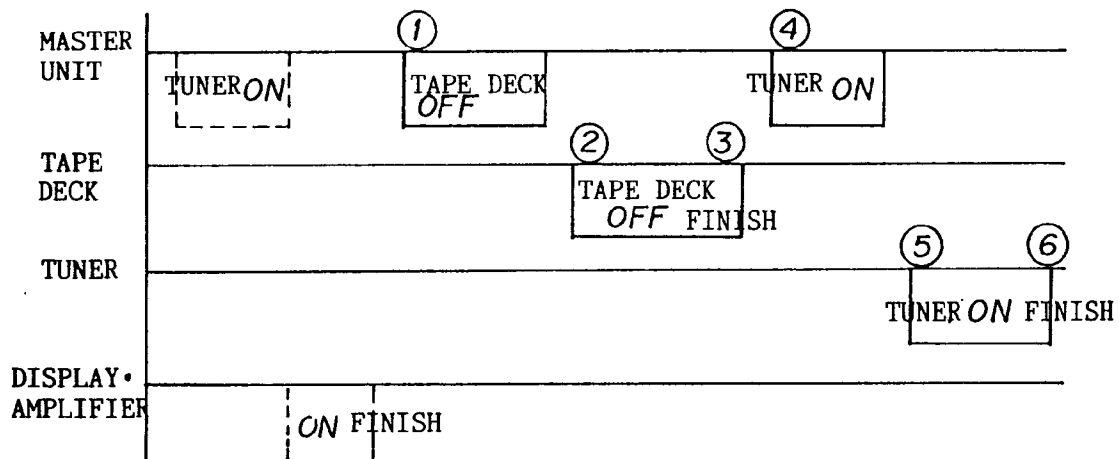 ① ④
MASTER
UNIT
TUNER ON
TAPE DECK
OFF
TUNER ON
② ③
TAPE
DECK
TAPE DECK
OFF FINISH
⑤ ⑥
TUNER
TUNER ON FINISH
DISPLAY·
AMPLIFIER
ON FINISH